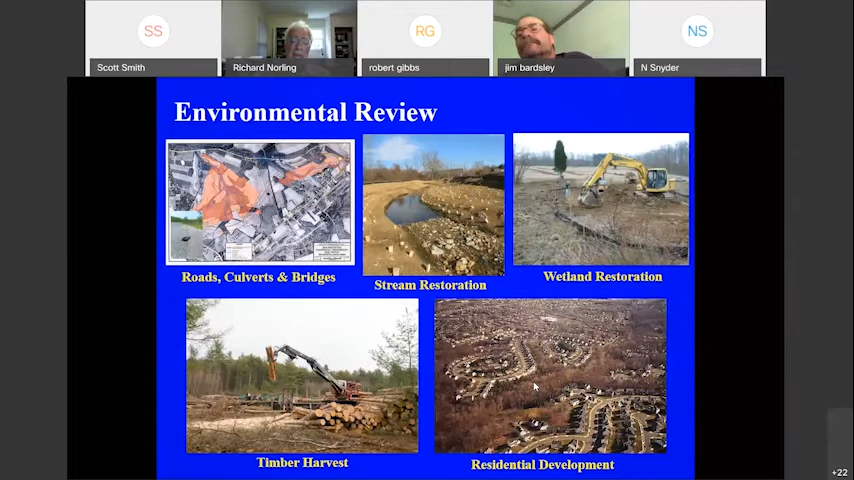 SS
RG
NS
Scott Smith
Richard Norling
robert gibbs
jim bardsley
N Snyder
Environmental Review
Roads, Culverts & Bridges
Stream Restoration
Wetland Restoration
Timber Harvest
Residential Development
+22